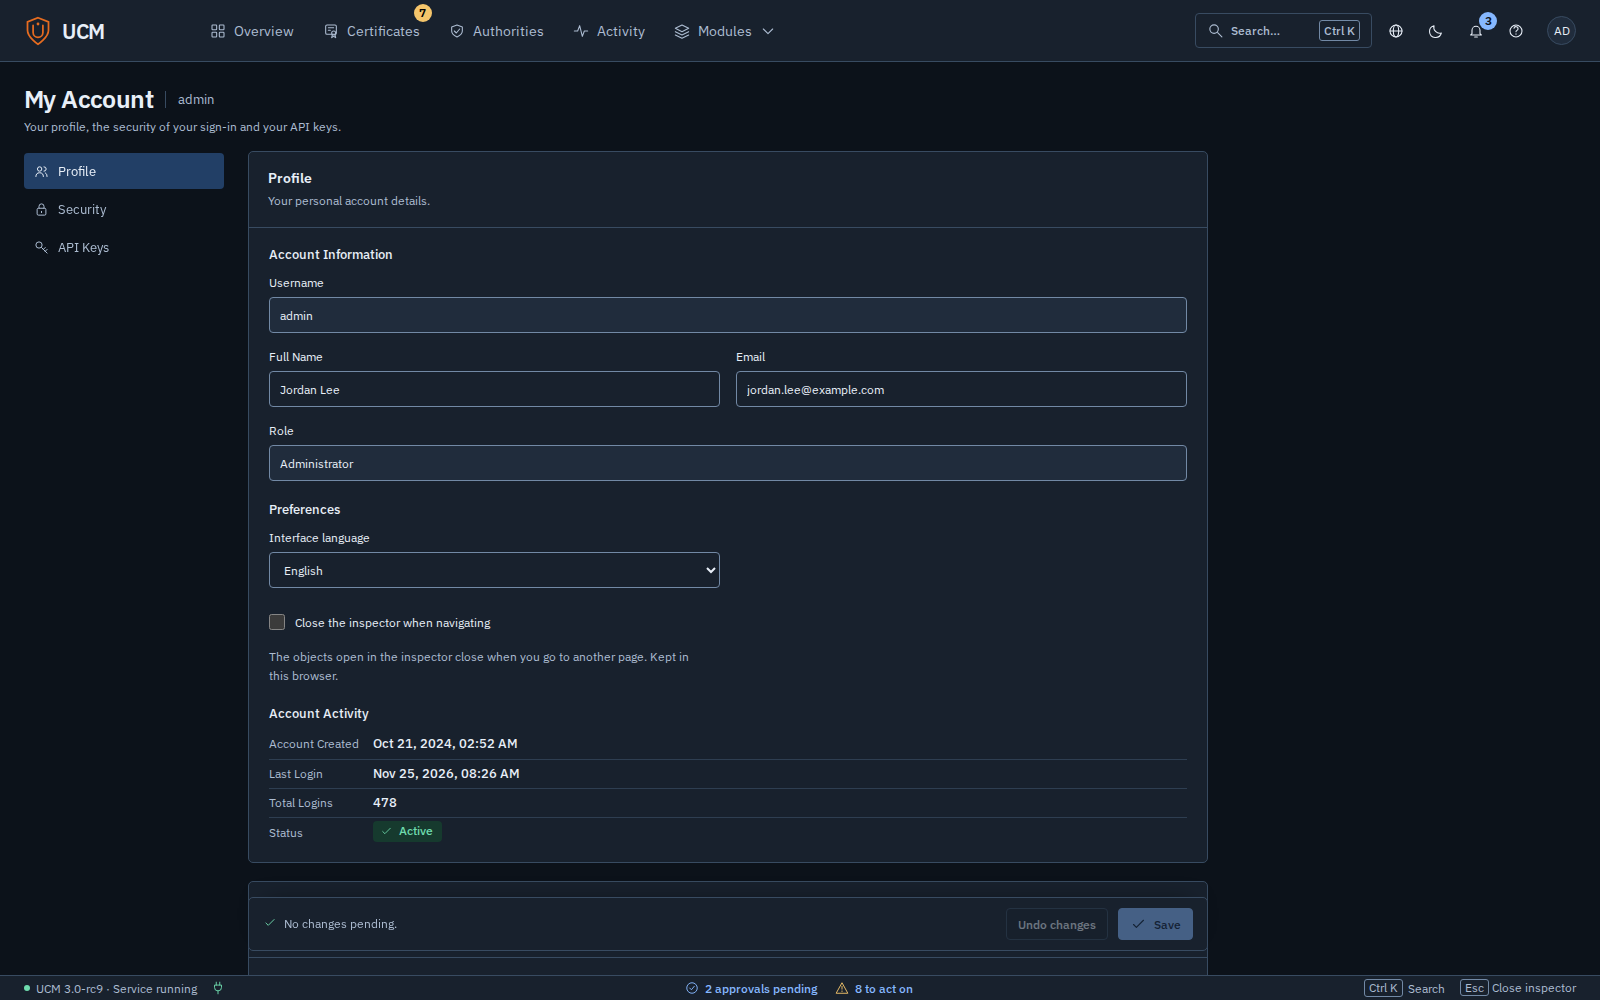 UCM
Overview
Certificates
7
Authorities
Activity
Modules
Search...
Ctrl K
3
AD
My Account
admin
Your profile, the security of your sign-in and your API keys.
Profile
Security
API Keys
Profile
Your personal account details.
Account Information
Username
admin
Full Name
Email
Jordan Lee
jordan.lee@example.com
Role
Administrator
Preferences
Interface language
English
Close the inspector when navigating
The objects open in the inspector close when you go to another page. Kept in
this browser.
Account Activity
Account Created Oct 21, 2024, 02:52 AM
Last Login Nov 25, 2026, 08:26 AM
Total Logins 478
Status Active
No changes pending.
Undo changes
Save
UCM 3.0-rc9 · Service running
2 approvals pending
8 to act on
Ctrl K Search
Esc Close inspector